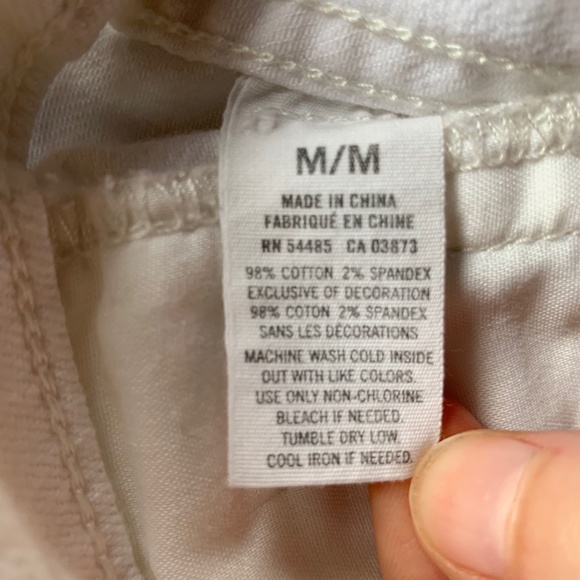 M/M
MADE IN CHINA
FABRIQUÉ EN CHINE
RN 54485 CA 03873
98% COTTON 2% SPANDEX
EXCLUSIVE OF DECORATION
98% COTON 2% SPANDEX
SANS LES DÉCORATIONS
MACHINE WASH COLD INSIDE
OUT WITH LIKE COLORS.
USE ONLY NON-CHLORINE
BLEACH IF NEEDED.
TUMBLE DRY LOW.
COOL IRON IF NEEDED.